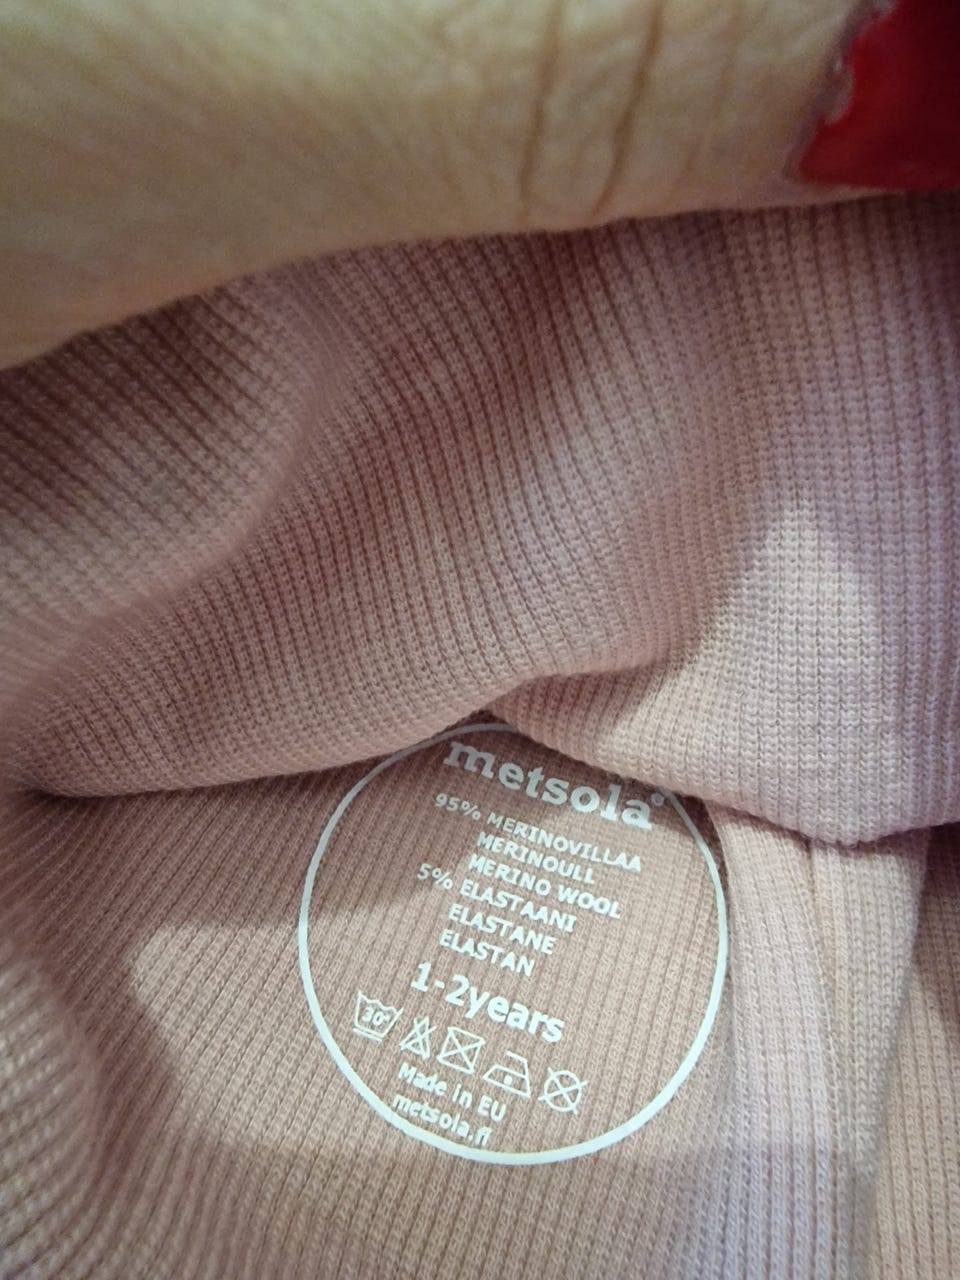 metsola®
95% MERINOVILLAA
MERINOULL
MERINO WOOL
5% ELASTAANI
ELASTANE
ELASTAN
1-2years
30°
Made in EU
metsola.fi